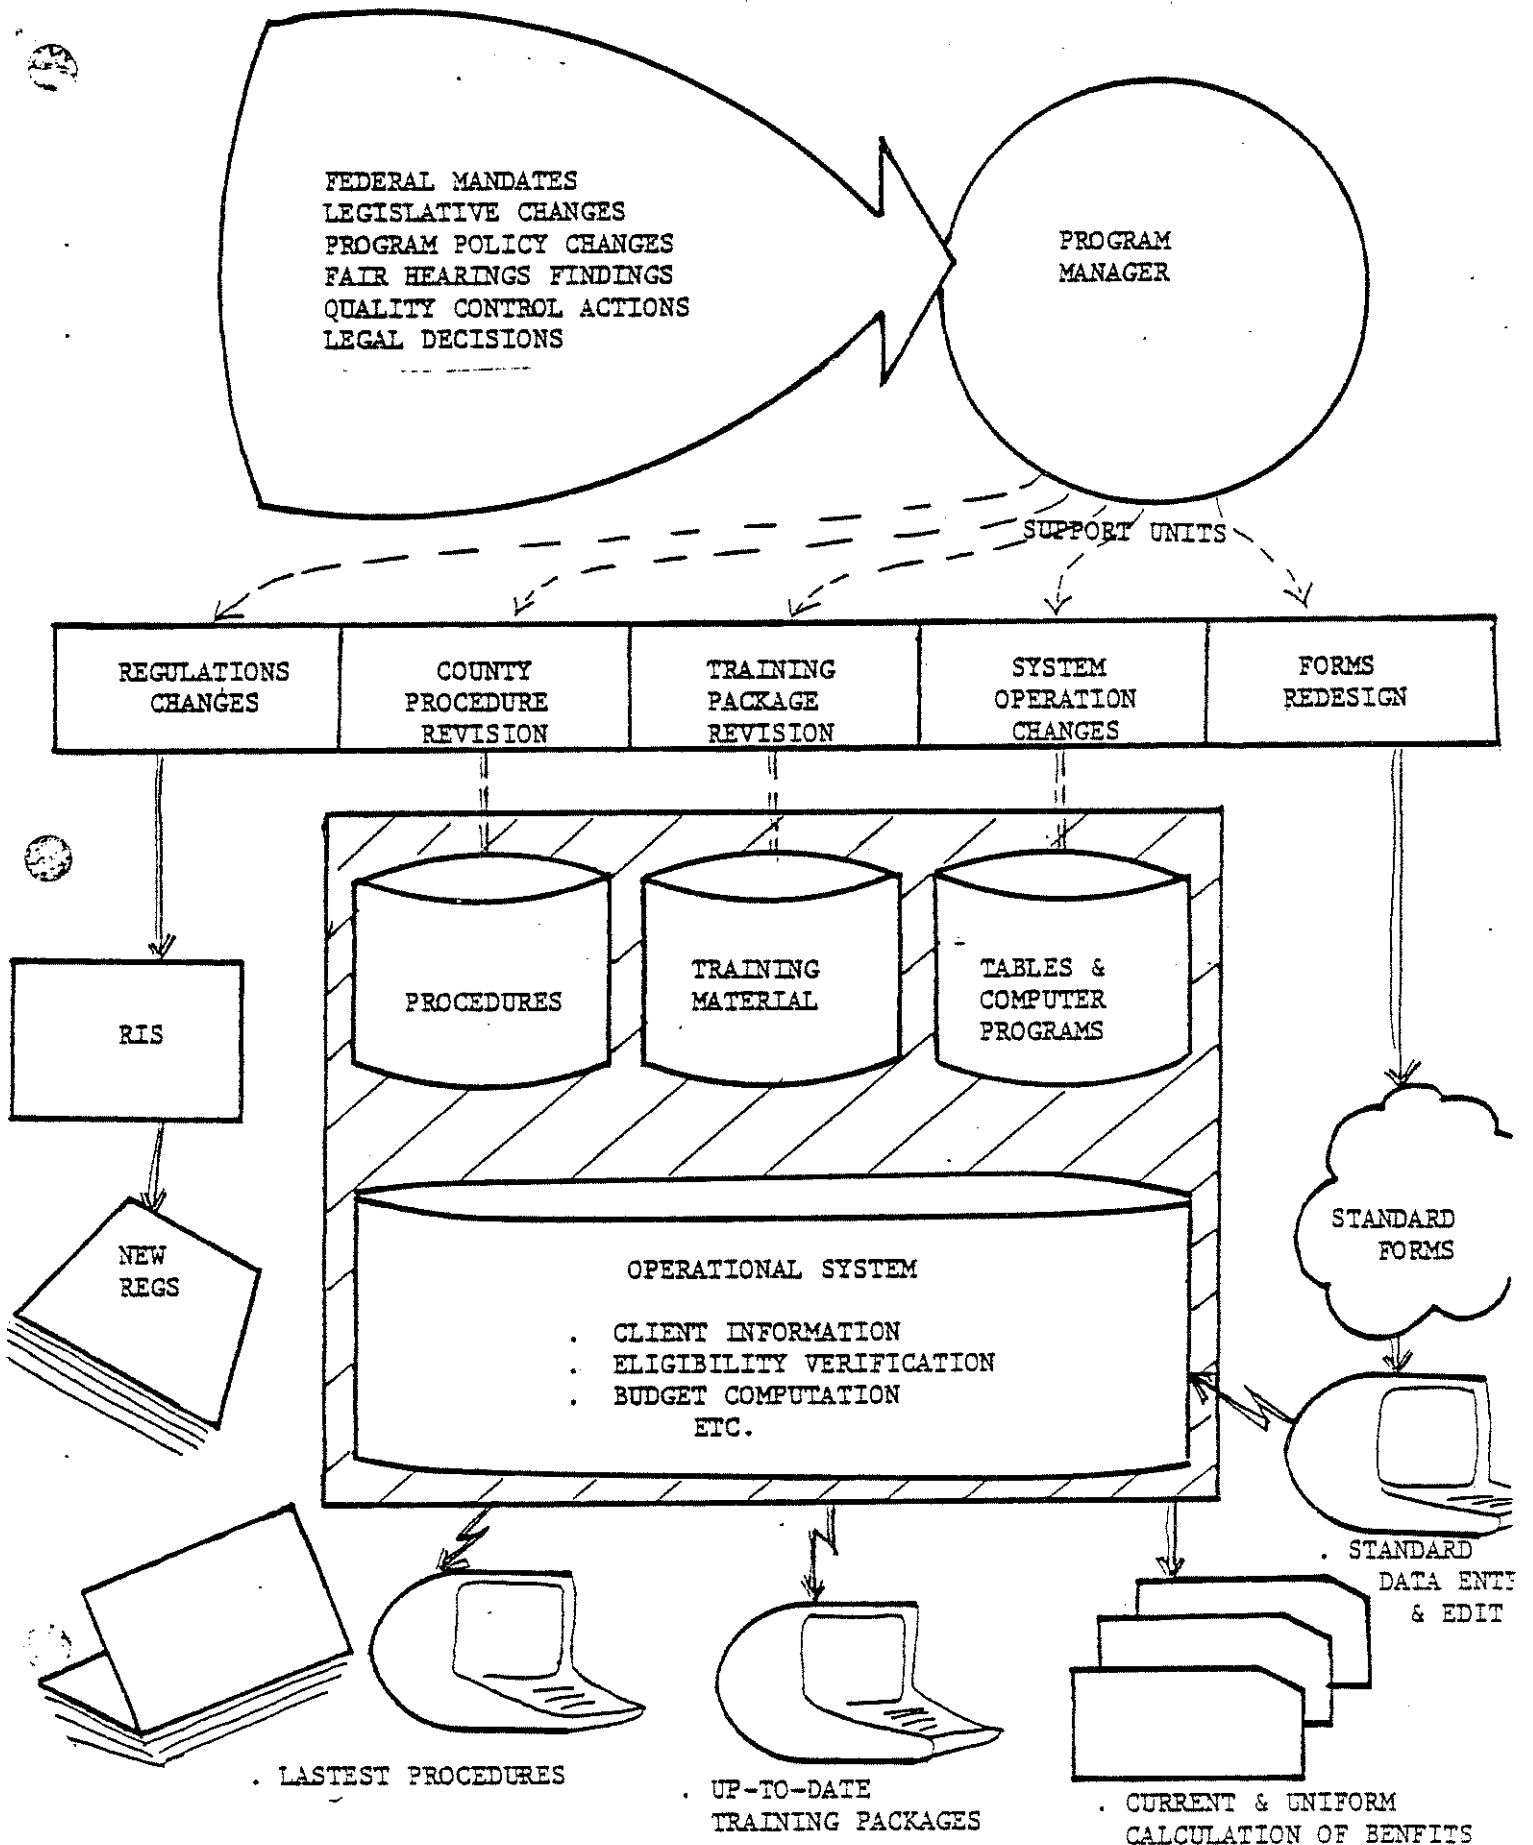 FEDERAL MANDATES
LEGISLATIVE CHANGES
PROGRAM POLICY CHANGES
FAIR HEARINGS FINDINGS
QUALITY CONTROL ACTIONS
LEGAL DECISIONS
PROGRAM
MANAGER
SUPPORT UNITS
REGULATIONS
CHANGES
COUNTY
PROCEDURE
REVISION
TRAINING
PACKAGE
REVISION
SYSTEM
OPERATION
CHANGES
FORMS
REDESIGN
RIS
NEW
REGS
PROCEDURES
TRAINING
MATERIAL
TABLES &
COMPUTER
PROGRAMS
STANDARD
FORMS
OPERATIONAL SYSTEM
. CLIENT INFORMATION
. ELIGIBILITY VERIFICATION
. BUDGET COMPUTATION
ETC.
. STANDARD
DATA ENT
& EDIT
. LASTEST PROCEDURES
. UP-TO-DATE
TRAINING PACKAGES
. CURRENT & UNIFORM
CALCULATION OF BENFITS